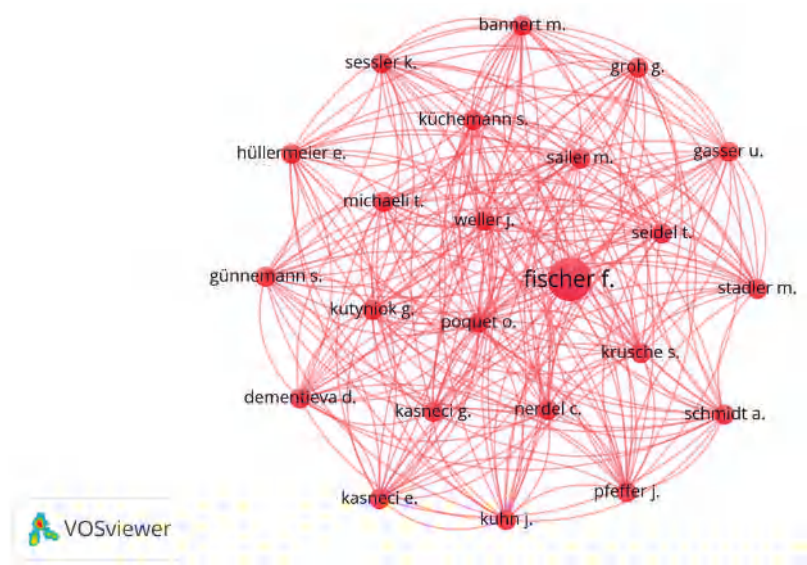 bannert m.
sessler k.
groh g.
küchemann s.
hüllermeier e.
sailer m.
gasser u.
michaeli t.
weller j.
seidel t.
günnemann s.
fischer f.
stadler m.
kutyniok g.
poquet o.
krusche s.
dementieva d.
kasneci g.
nerdel c.
schmidt a.
kasneci e.
pfeffer j.
kuhn j.
VOSviewer